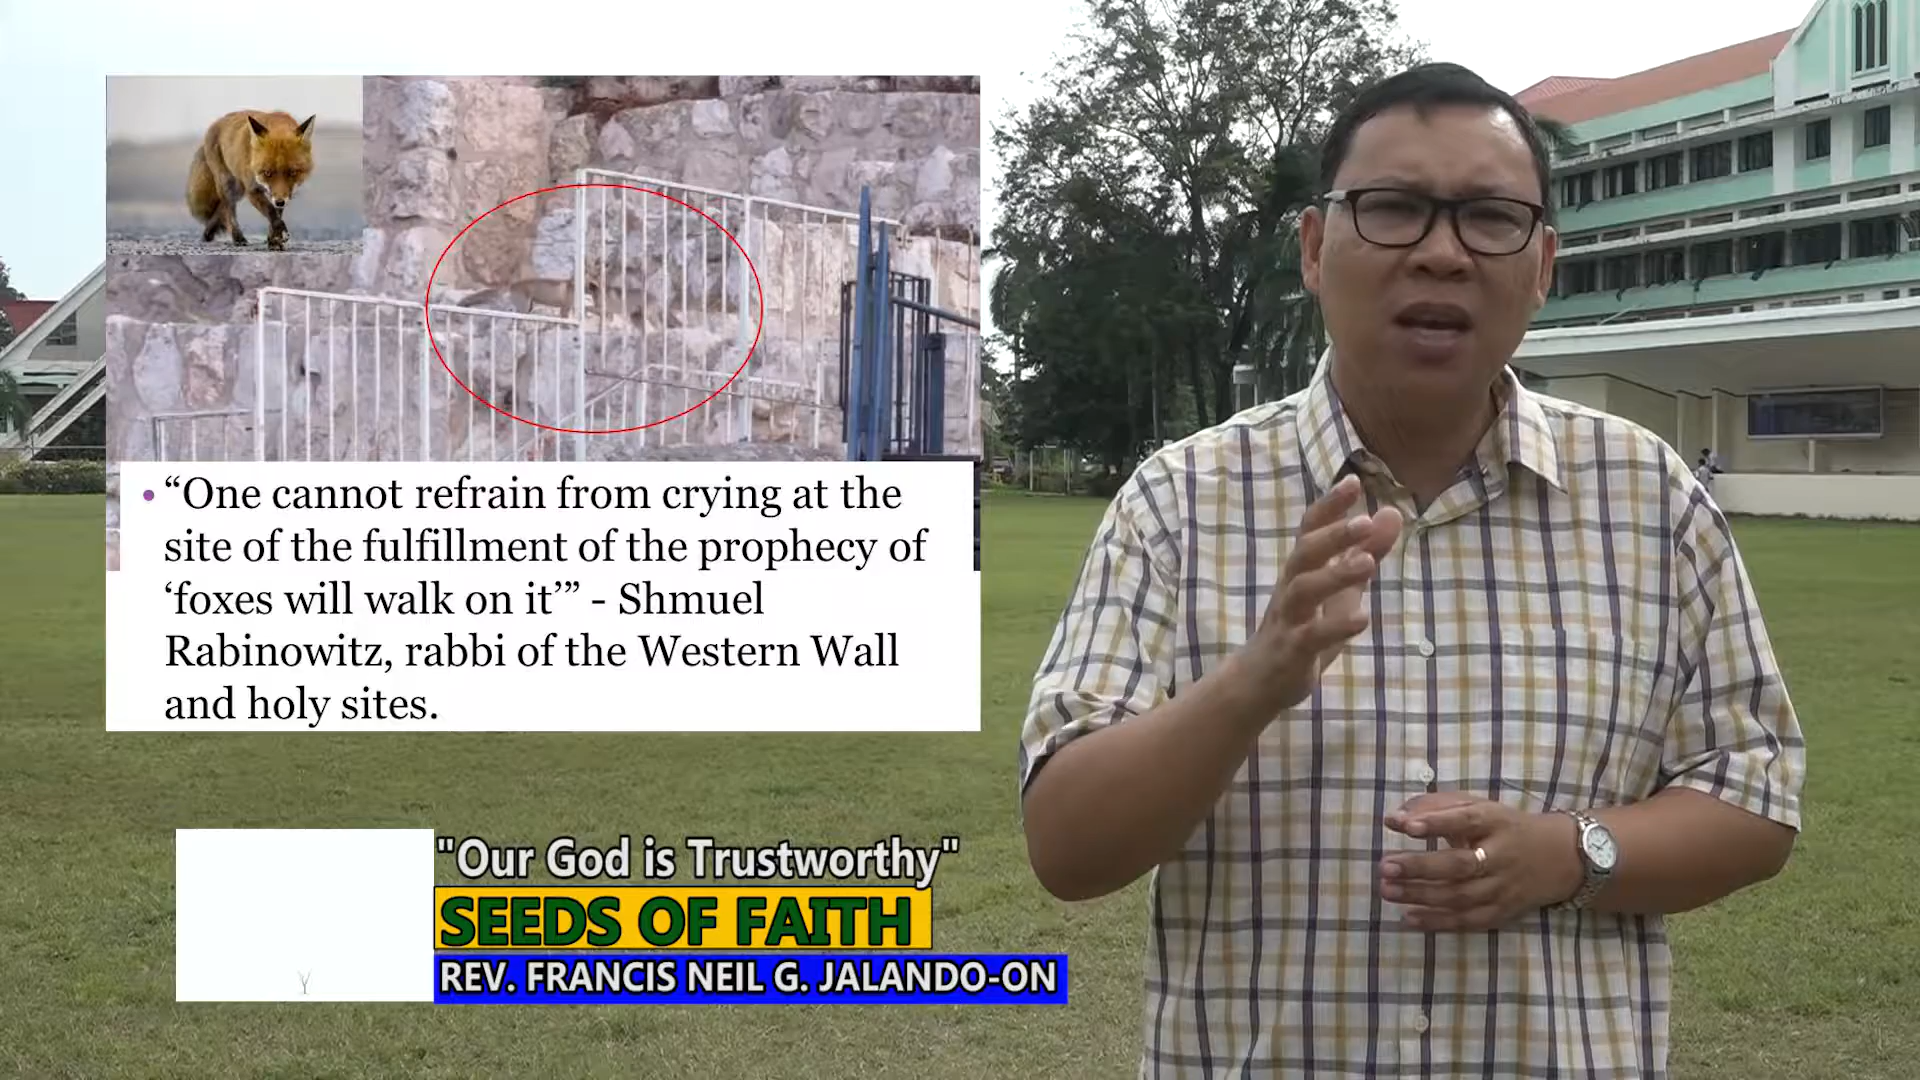 • “One cannot refrain from crying at the
site of the fulfillment of the prophecy of
‘foxes will walk on it’” - Shmuel
Rabinowitz, rabbi of the Western Wall
and holy sites.
"Our God is Trustworthy"
SEEDS OF FAITH
REV. FRANCIS NEIL G. JALANDO-ON